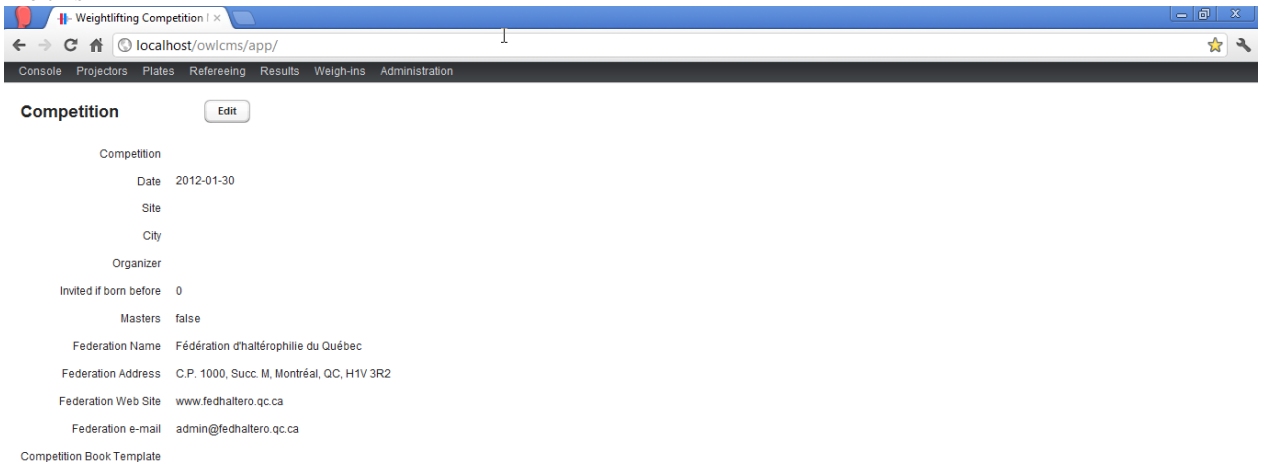 Weightlifting Competition
localhost/owlcms/app/
Console Projectors Plates Refereeing Results Weigh-ins Administration
Competition Edit
Competition
Date 2012-01-30
Site
City
Organizer
Invited if born before 0
Masters false
Federation Name Fédération d'haltérophilie du Québec
Federation Address C.P. 1000, Succ. M, Montréal, QC, H1V 3R2
Federation Web Site www.fedhaltero.qc.ca
Federation e-mail admin@fedhaltero.qc.ca
Competition Book Template